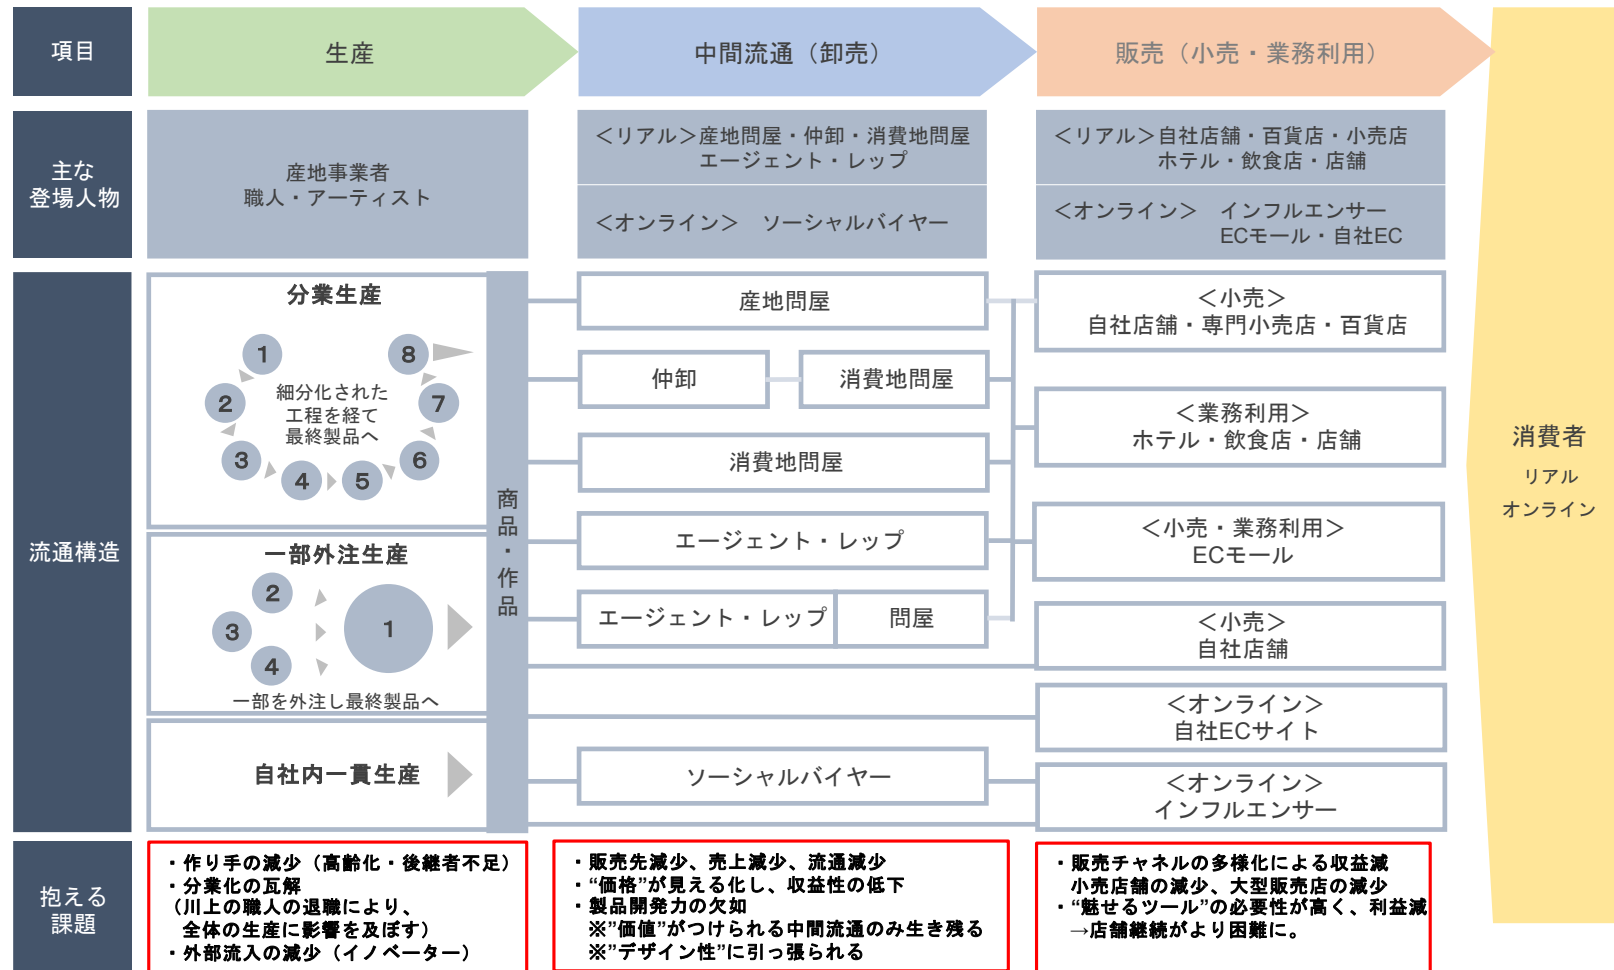 項目
生産
中間流通（卸売）
販売（小売・業務利用）
主な
登場人物
産地事業者
職人・アーティスト
＜リアル＞産地問屋・仲卸・消費地問屋
エージェント・レップ
＜オンライン＞　ソーシャルバイヤー
＜リアル＞自社店舗・百貨店・小売店
ホテル・飲食店・店舗
＜オンライン＞　インフルエンサー
ECモール・自社EC
流通構造
分業生産
1
2
3
4
5
6
7
8
細分化された
工程を経て
最終製品へ
一部外注生産
2
3
4
1
一部を外注し最終製品へ
自社内一貫生産
商品・作品
産地問屋
仲卸
消費地問屋
消費地問屋
エージェント・レップ
エージェント・レップ
問屋
ソーシャルバイヤー
＜小売＞
自社店舗・専門小売店・百貨店
＜業務利用＞
ホテル・飲食店・店舗
＜小売・業務利用＞
ECモール
＜小売＞
自社店舗
＜オンライン＞
自社ECサイト
＜オンライン＞
インフルエンサー
消費者
リアル
オンライン
抱える
課題
・作り手の減少（高齢化・後継者不足）
・分業化の瓦解
（川上の職人の退職により、
全体の生産に影響を及ぼす）
・外部流入の減少（イノベーター）
・販売先減少、売上減少、流通減少
・“価格”が見える化し、収益性の低下
・製品開発力の欠如
※”価値”がつけられる中間流通のみ生き残る
※”デザイン性”に引っ張られる
・販売チャネルの多様化による収益減
小売店舗の減少、大型販売店の減少
・“魅せるツール”の必要性が高く、利益減
→店舗継続がより困難に。